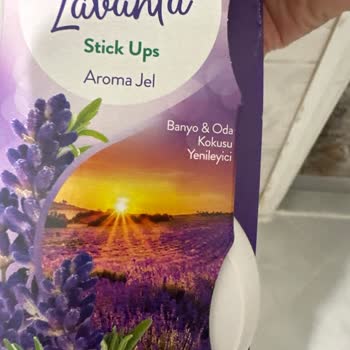 Lavanta
Stick Ups
Aroma Jel
Banyo & Oda
Kokusu
Yenileyici